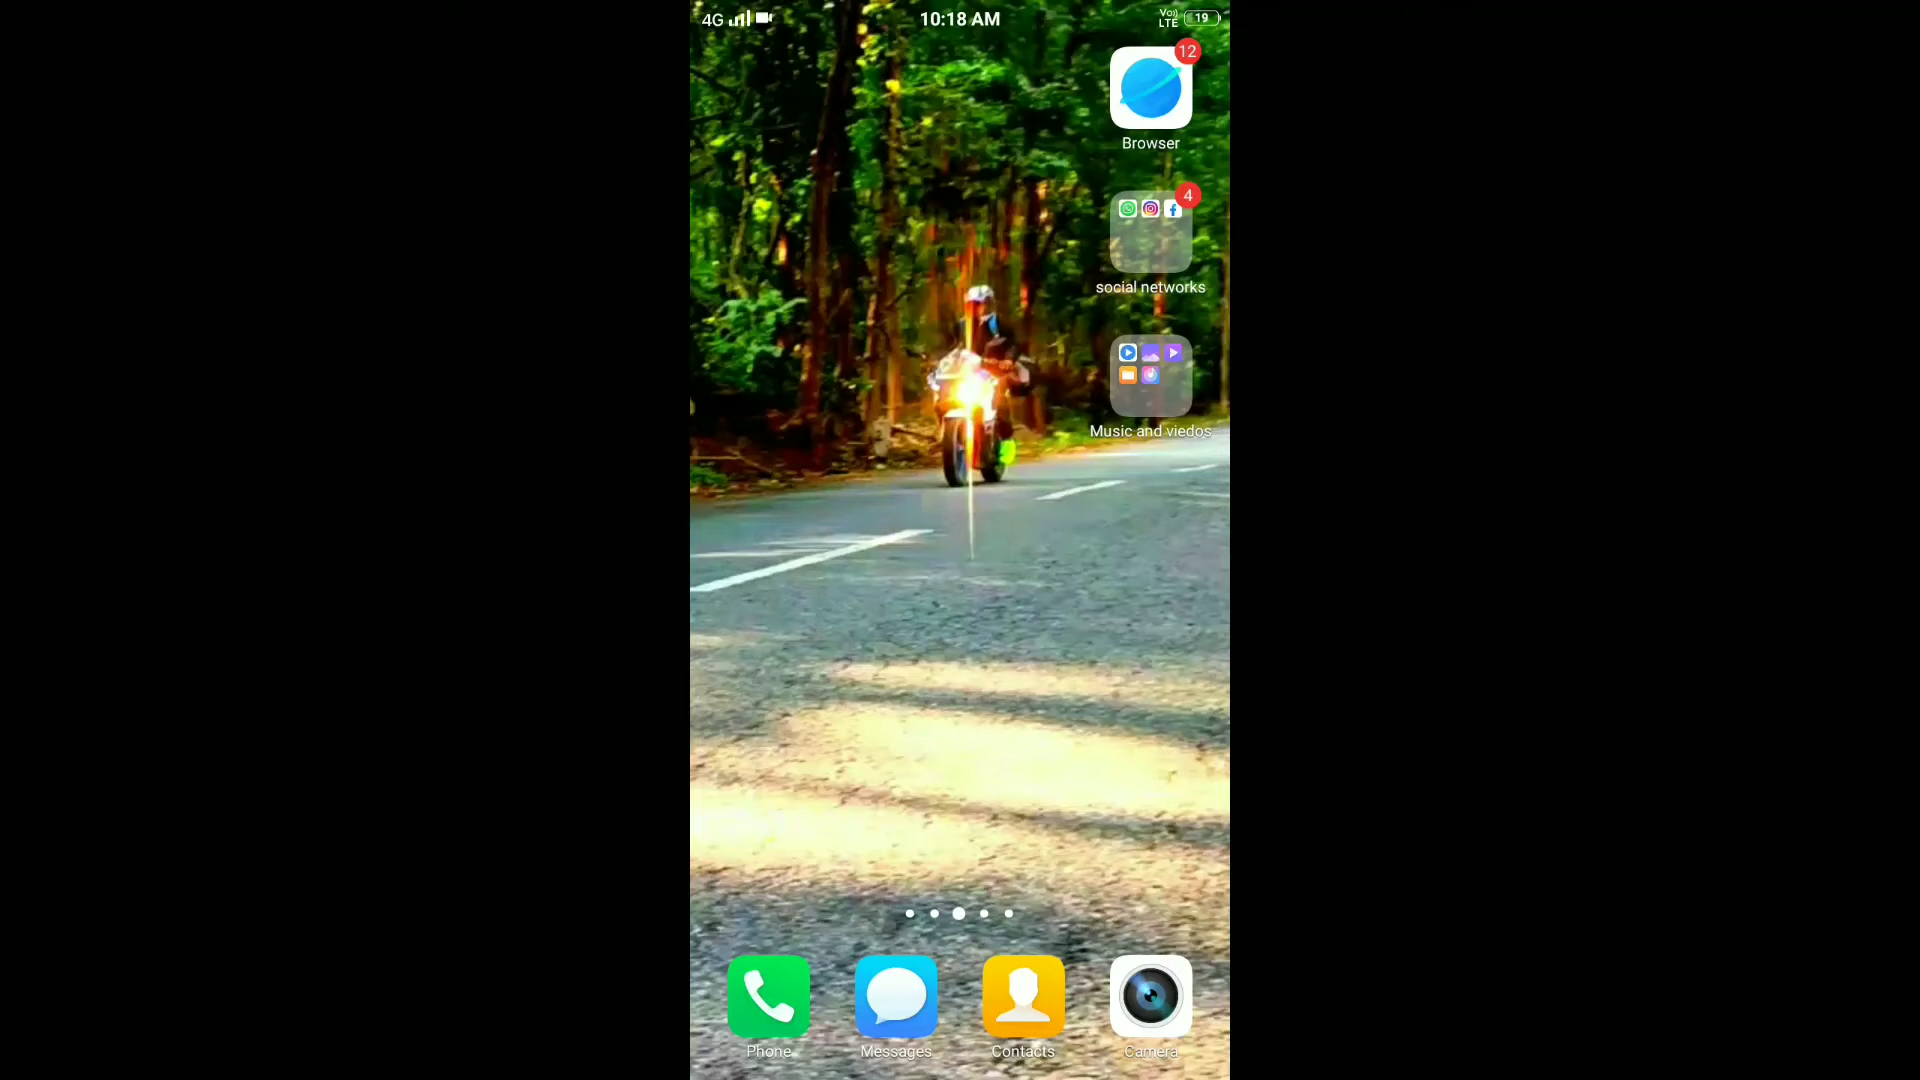 4G 10:18 AM Vo)) LTE 19
12
Browser
4
social networks
Music and viedos
Phone Messages Contacts Camera